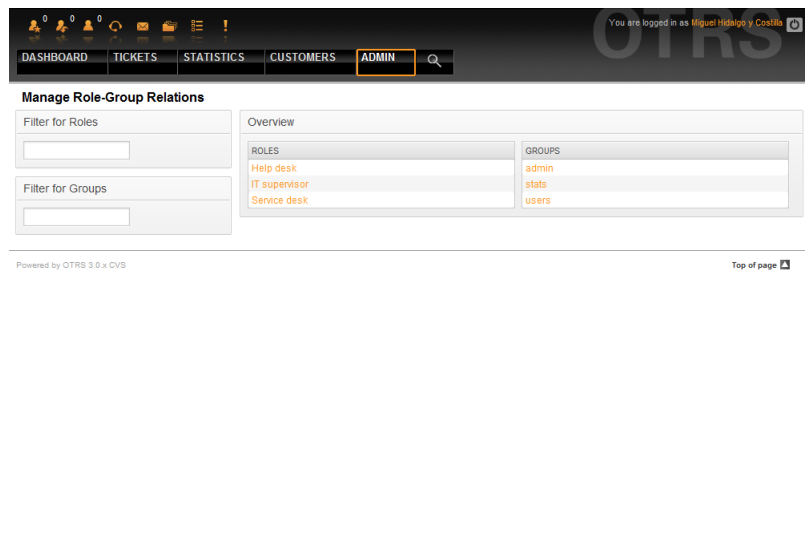 0 0 0
You are logged in as Miguel Hidalgo y Costilla
OTRS
DASHBOARD TICKETS STATISTICS CUSTOMERS ADMIN
Manage Role-Group Relations
Filter for Roles
Filter for Groups
Overview
ROLES GROUPS
Help desk admin
IT supervisor stats
Service desk users
Powered by OTRS 3.0.x CVS
Top of page